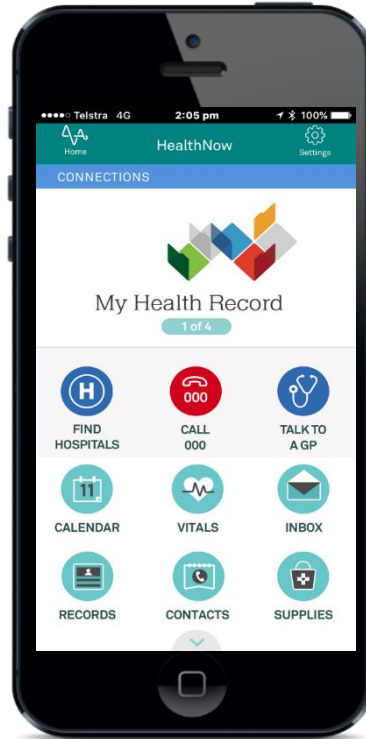 Telstra 4G 2:05 pm 100%
Home HealthNow Settings
CONNECTIONS
My Health Record
1 of 4
H 000
FIND HOSPITALS
CALL 000
TALK TO A GP
11
CALENDAR VITALS INBOX
RECORDS CONTACTS SUPPLIES